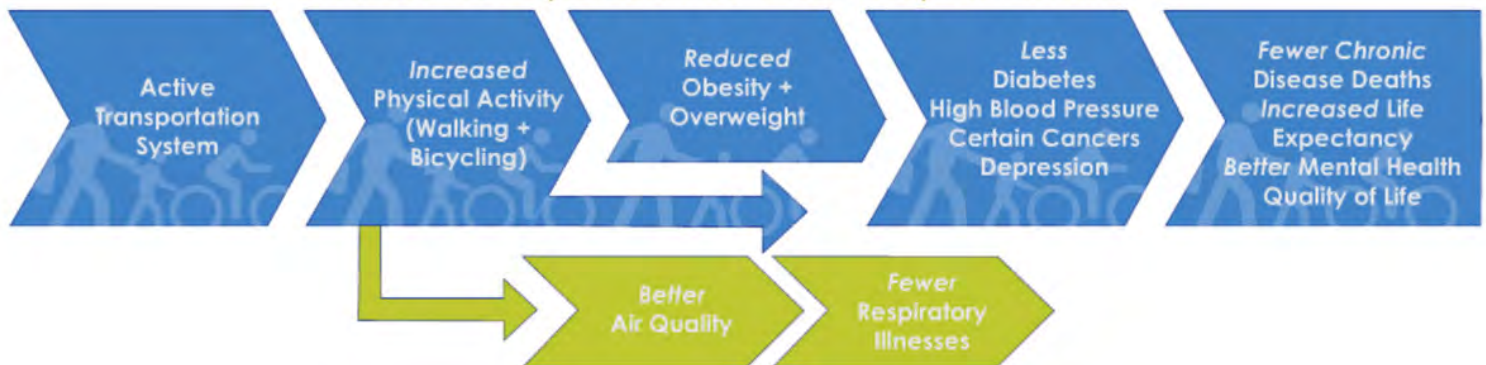 Active
Transportation
System
Increased
Physical Activity
(Walking +
Bicycling)
Reduced
Obesity +
Overweight
Less
Diabetes
High Blood Pressure
Certain Cancers
Depression
Fewer Chronic
Disease Deaths
Increased Life
Expectancy
Better Mental Health
Quality of Life
Better
Air Quality
Fewer
Respiratory
Illnesses